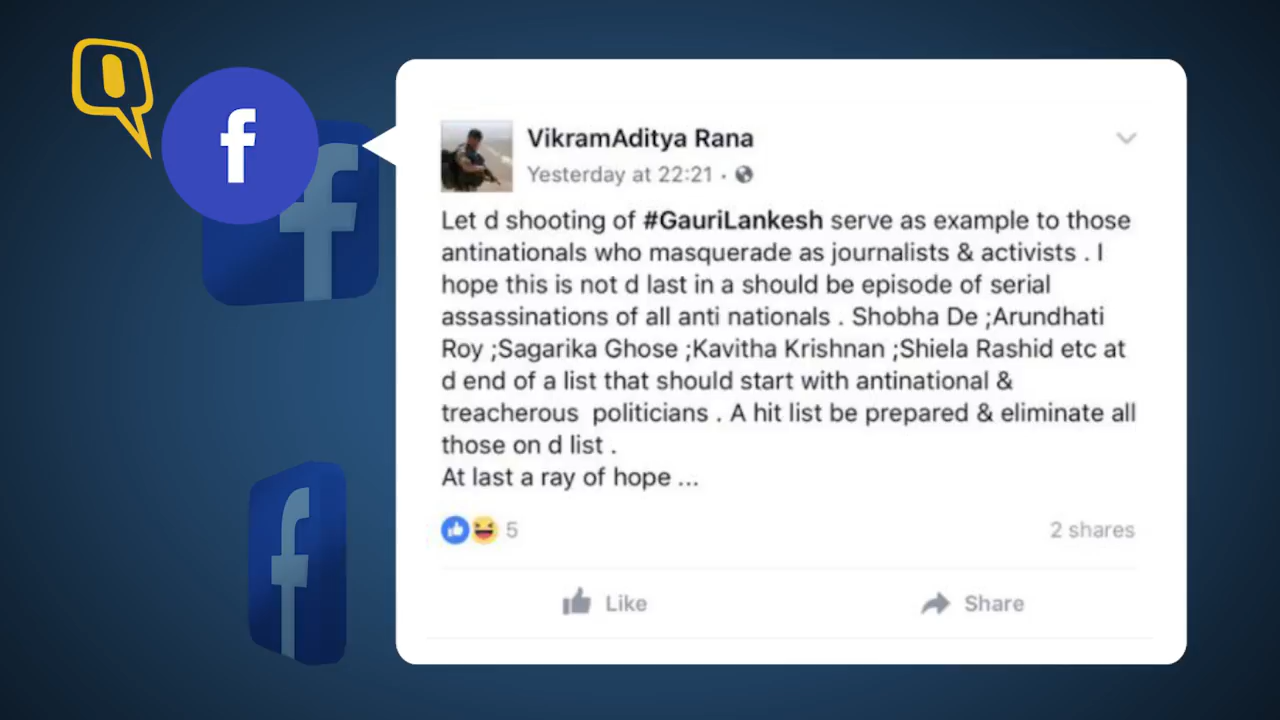 f
VikramAditya Rana
Yesterday at 22:21 ·
Let d shooting of #GauriLankesh serve as example to those
antinationals who masquerade as journalists & activists . I
hope this is not d last in a should be episode of serial
assassinations of all anti nationals . Shobha De ;Arundhati
Roy ;Sagarika Ghose ;Kavitha Krishnan ;Shiela Rashid etc at
d end of a list that should start with antinational &
treacherous  politicians . A hit list be prepared & eliminate all
those on d list .
At last a ray of hope ...
5
2 shares
Like
Share
f
f